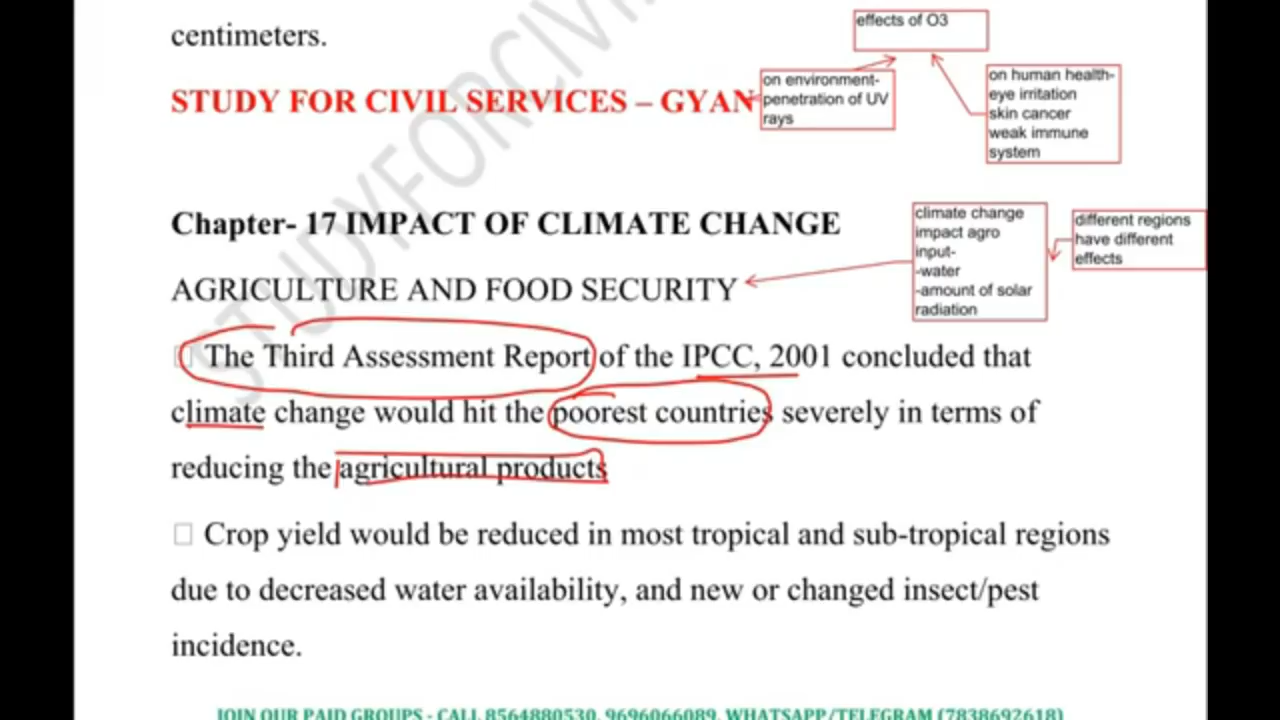 centimeters.
effects of O3
on environment-
penetration of UV
rays
on human health-
eye irritation
skin cancer
weak immune
system
STUDY FOR CIVIL SERVICES – GYAN
STUDYFORCIVI
Chapter- 17 IMPACT OF CLIMATE CHANGE
climate change
impact agro
input-
-water
-amount of solar
radiation
different regions
have different
effects
AGRICULTURE AND FOOD SECURITY
The Third Assessment Report of the IPCC, 2001 concluded that
climate change would hit the poorest countries severely in terms of
reducing the agricultural products
Crop yield would be reduced in most tropical and sub-tropical regions
due to decreased water availability, and new or changed insect/pest
incidence.
JOIN OUR PAID GROUPS - CALL 8564880530, 9696066089, WHATSAPP/TELEGRAM (7838692618)